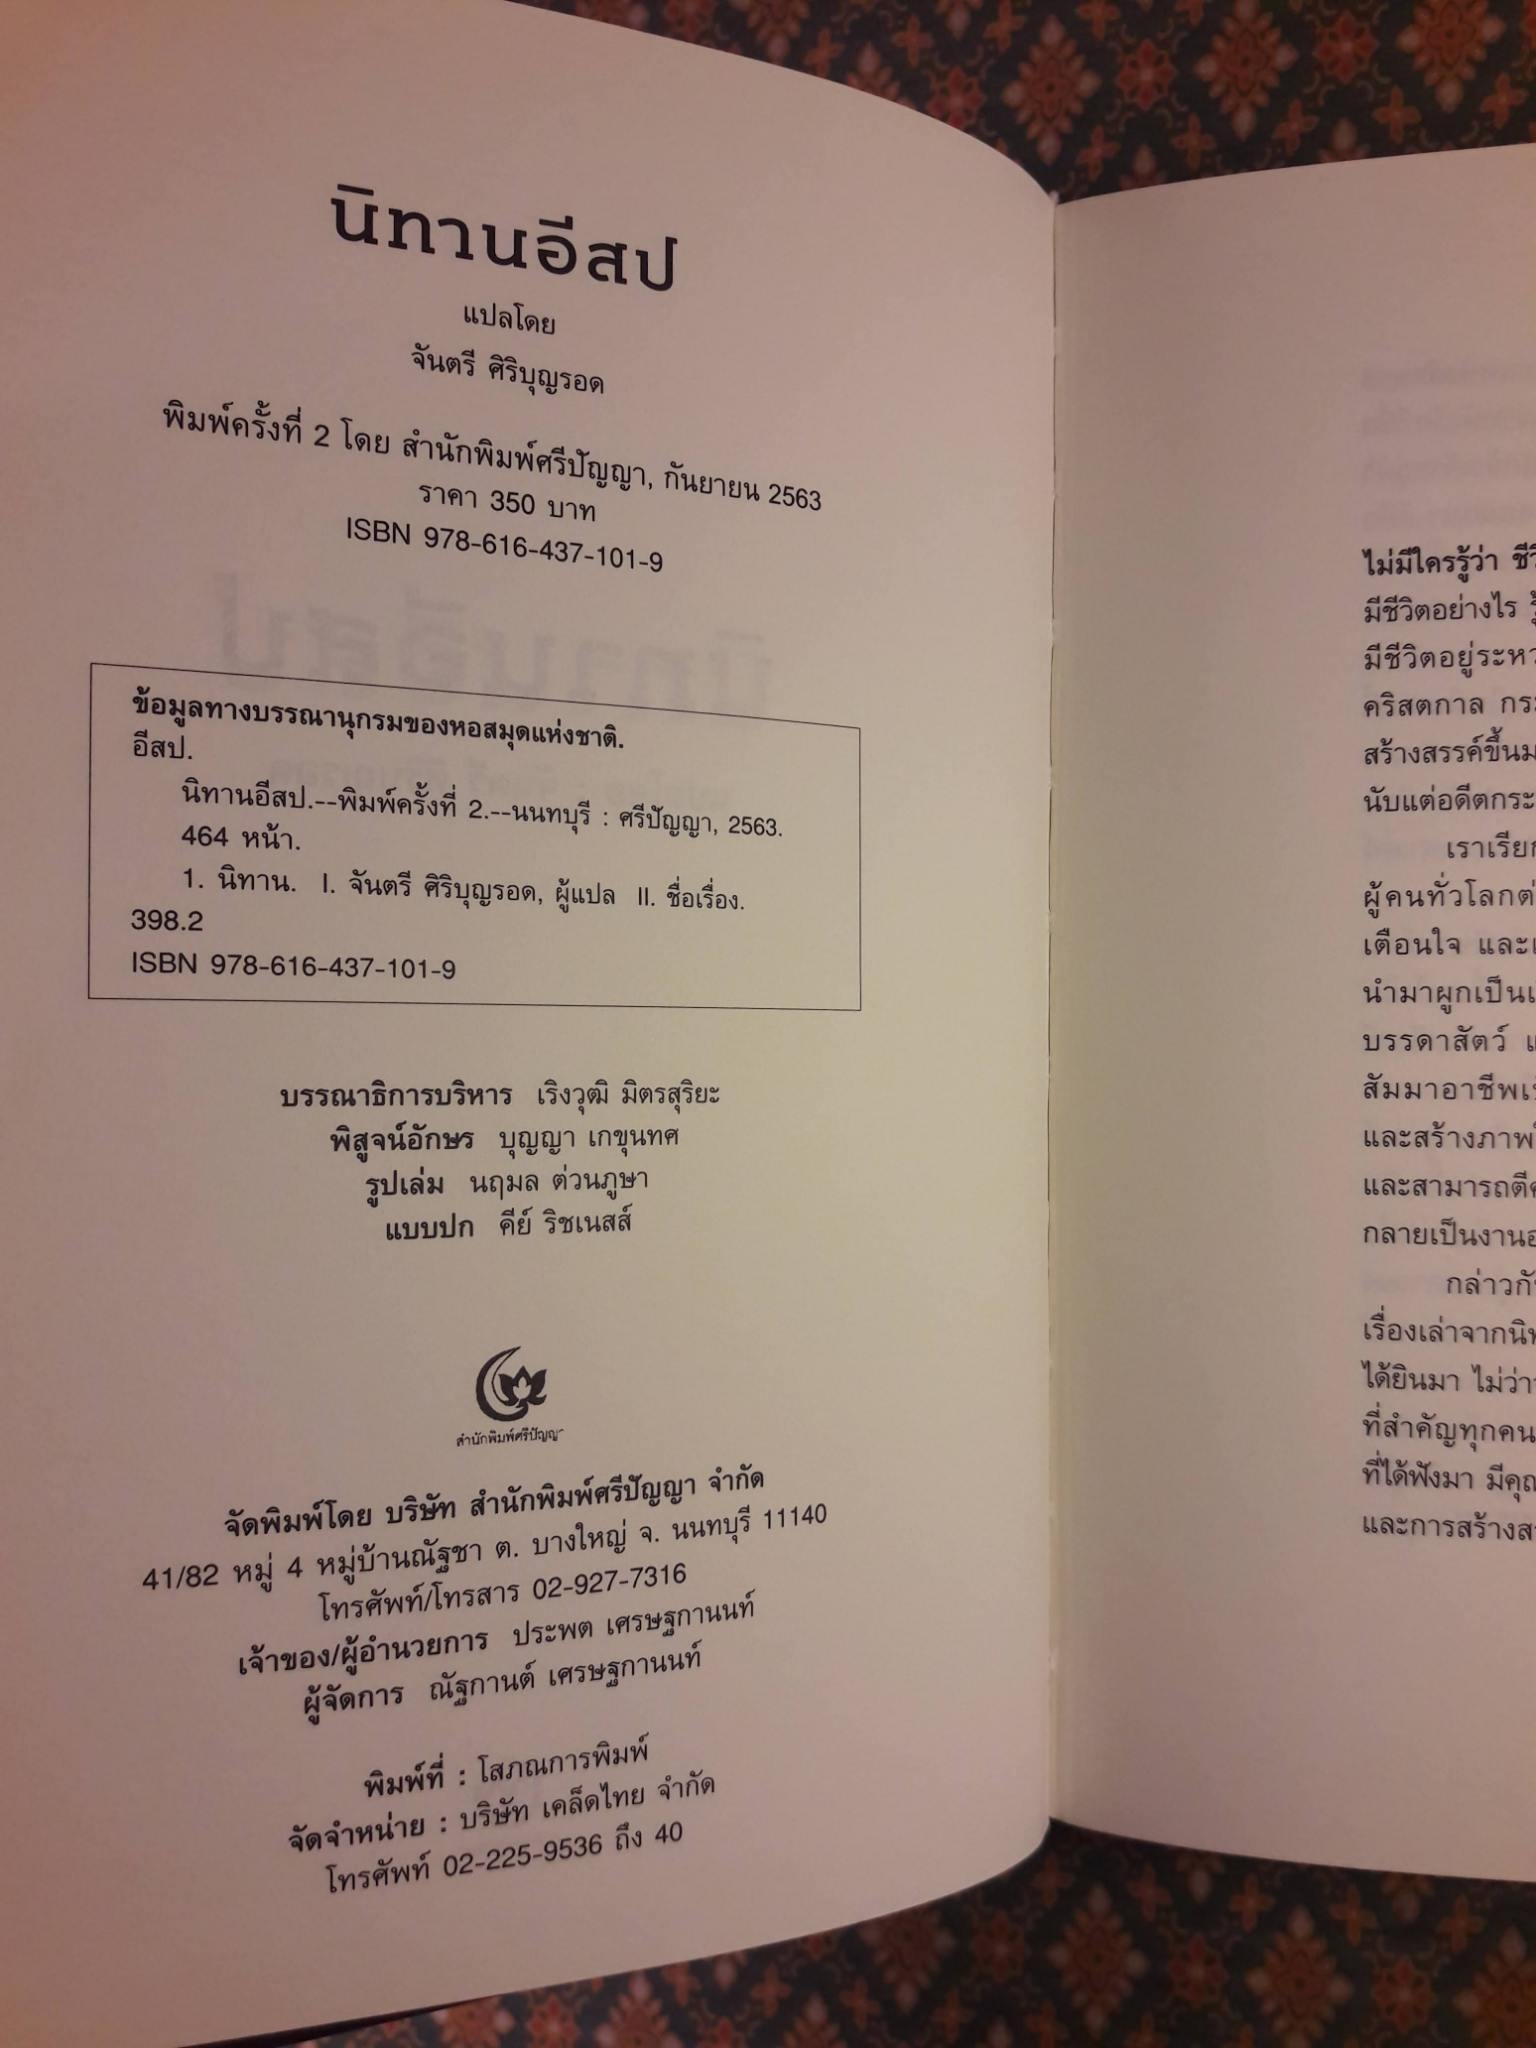 นิทานอีสป
แปลโดย
จันตรี ศิริบุญรอด
พิมพ์ครั้งที่ 2 โดย สำนักพิมพ์ศรีปัญญา, กันยายน 2563
ราคา 350 บาท
ISBN 978-616-437-101-9
ข้อมูลทางบรรณานุกรมของหอสมุดแห่งชาติ.
อีสป.
นิทานอีสป.--พิมพ์ครั้งที่ 2.--นนทบุรี : ศรีปัญญา, 2563.
464 หน้า.
1. นิทาน. I. จันตรี ศิริบุญรอด, ผู้แปล II. ชื่อเรื่อง.
398.2
ISBN 978-616-437-101-9
บรรณาธิการบริหาร เริงวุฒิ มิตรสุริยะ
พิสูจน์อักษร บุญญา เกขุนทศ
รูปเล่ม นฤมล ต่วนภูษา
แบบปก คีย์ ริชเนสส์
สำนักพิมพ์ศรีปัญญา
จัดพิมพ์โดย บริษัท สำนักพิมพ์ศรีปัญญา จำกัด
41/82 หมู่ 4 หมู่บ้านณัฐชา ต. บางใหญ่ จ. นนทบุรี 11140
โทรศัพท์/โทรสาร 02-927-7316
เจ้าของ/ผู้อำนวยการ ประพต เศรษฐกานนท์
ผู้จัดการ ณัฐกานต์ เศรษฐกานนท์
พิมพ์ที่ : โสภณการพิมพ์
จัดจำหน่าย : บริษัท เคล็ดไทย จำกัด
โทรศัพท์ 02-225-9536 ถึง 40
ไม่มีใครรู้ว่า
มีชีวิตอย่างไร
มีชีวิตอยู่ระหว
คริสตกาล
สร้างสรรค์ขึ้นม
นับแต่อดีตกระ
เราเรียก
ผู้คนทั่วโลกต่
เตือนใจ และเ
นำมาผูกเป็นเ
บรรดาสัตว์ แ
สัมมาอาชีพเป
และสร้างภาพ
และสามารถตี
กลายเป็นงาน
กล่าวกั
เรื่องเล่าจากนิ
ได้ยินมา ไม่ว่า
ที่สำคัญทุกคน
ที่ได้ฟังมา มีคุณ
และการสร้างส